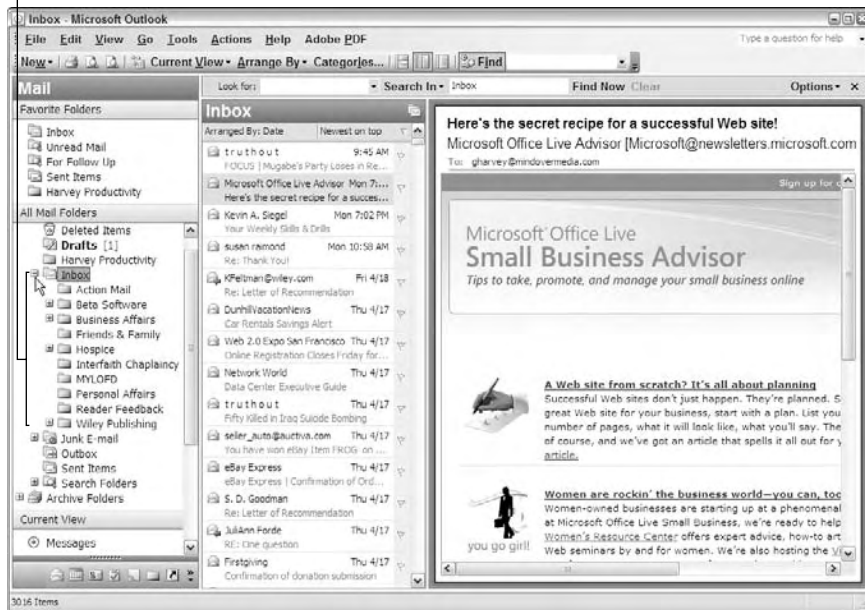 Inbox - Microsoft Outlook
File Edit View Go Tools Actions Help Adobe PDF
Type a question for help
New Current View Arrange By Categories... Find
Mail
Look for: Search In Inbox Find Now Clear Options ×
Favorite Folders
Inbox
Unread Mail
For Follow Up
Sent Items
Harvey Productivity
All Mail Folders
Deleted Items
Drafts [1]
Harvey Productivity
Inbox
Action Mail
Beta Software
Business Affairs
Friends & Family
Hospice
Interfaith Chaplaincy
MYLOFD
Personal Affairs
Reader Feedback
Wiley Publishing
Junk E-mail
Outbox
Sent Items
Search Folders
Archive Folders
Current View
Messages
Inbox
Arranged By: Date Newest on top
truthout 9:45 AM
FOCUS | Mugabe's Party Loses in Re...
Microsoft Office Live Advisor Mon 7:...
Here's the secret recipe for a succes...
Kevin A. Siegel Mon 7:02 PM
Your Weekly Skills & Drills
susan raimond Mon 10:58 AM
Re: Thank You!
KFeltman@wiley.com Fri 4/18
Re: Letter of Recommendation
DunhillVacationNews Thu 4/17
Car Rentals Savings Alert
Web 2.0 Expo San Francisco Thu 4/17
Online Registration Closes Friday for...
Network World Thu 4/17
Data Center Executive Guide
truthout Thu 4/17
Fifty Killed in Iraq Suicide Bombing
seller_auto@auctiva.com Thu 4/17
You have won eBay Item FROG on ...
eBay Express Thu 4/17
eBay Express | Confirmation of Ord...
S. D. Goodman Thu 4/17
Re: Letter of Recommendation
JuliAnn Forde Thu 4/17
RE: One question
Firstgiving Thu 4/17
Confirmation of donation submission
Here's the secret recipe for a successful Web site!
Microsoft Office Live Advisor [Microsoft@newsletters.microsoft.com
To: gharvey@mindovermedia.com
Sign up for
Microsoft Office Live
Small Business Advisor
Tips to take, promote, and manage your small business online
A Web site from scratch? It's all about planning
Successful Web sites don't just happen. They're planned. S
great Web site for your business, start with a plan. List you
number of pages, what it will look like, what you'll say. The
of course, and we've got an article that spells it all out for y
article.
you go girl!
Women are rockin' the business world—you can, too
Women-owned businesses are starting up at a phenomenal
at Microsoft Office Live Small Business, we're ready to help
Women's Resource Center offers expert advice, how-to art
Web seminars by and for women. We're also hosting the
3016 Items